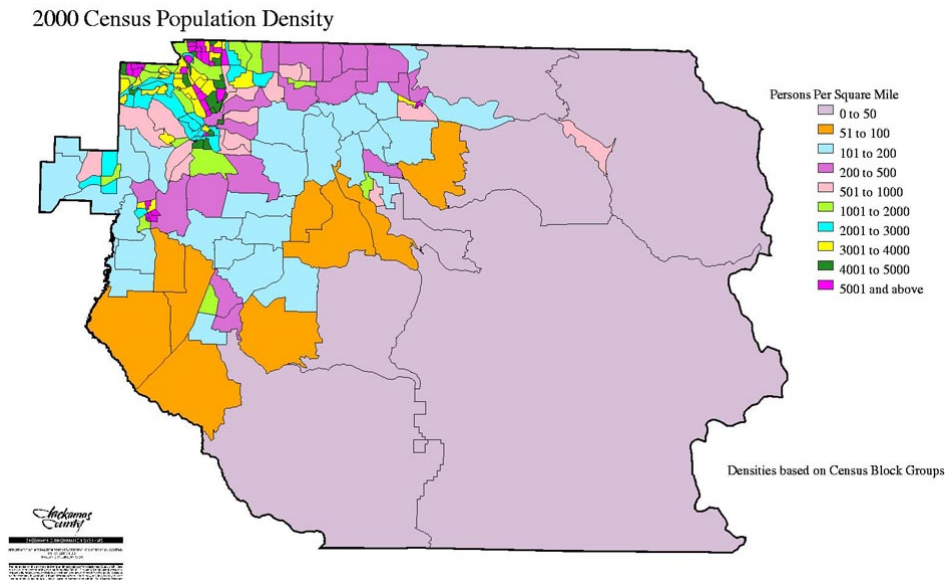 2000 Census Population Density
Persons Per Square Mile
0 to 50
51 to 100
101 to 200
200 to 500
501 to 1000
1001 to 2000
2001 to 3000
3001 to 4000
4001 to 5000
5001 and above
Densities based on Census Block Groups
Clackamas
County